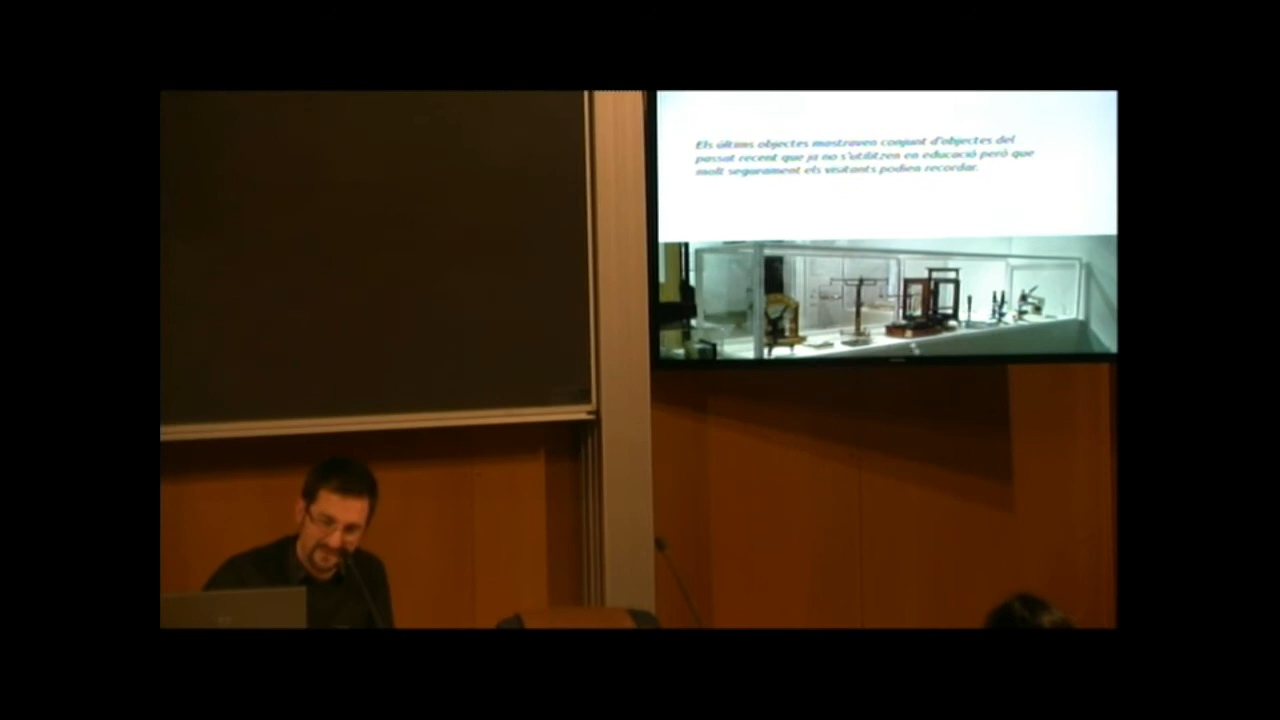 Els últims objectes mostraven conjunt d'objectes del
passat recent que ja no s'utilitzen en educació però que
molt segurament els visitants podien recordar.